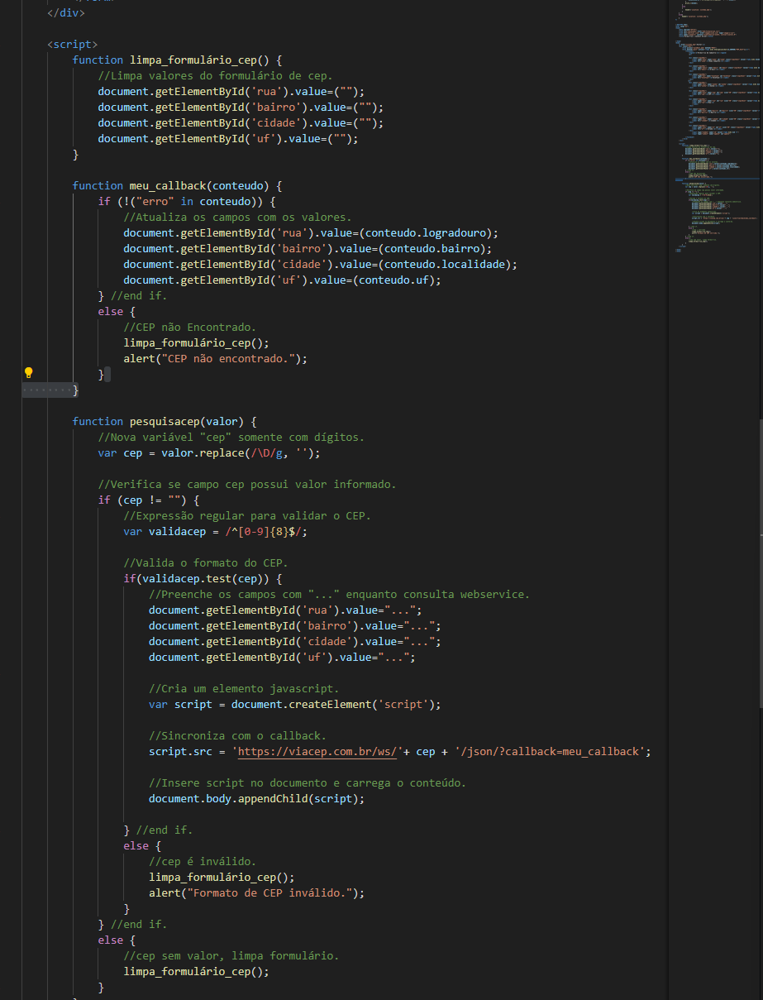 </div>
<script>
function limpa_formulário_cep() {
//Limpa valores do formulário de cep.
document.getElementById('rua').value=("");
document.getElementById('bairro').value=("");
document.getElementById('cidade').value=("");
document.getElementById('uf').value=("");
}
function meu_callback(conteudo) {
if (!("erro" in conteudo)) {
//Atualiza os campos com os valores.
document.getElementById('rua').value=(conteudo.logradouro);
document.getElementById('bairro').value=(conteudo.bairro);
document.getElementById('cidade').value=(conteudo.localidade);
document.getElementById('uf').value=(conteudo.uf);
} //end if.
else {
//CEP não Encontrado.
limpa_formulário_cep();
alert("CEP não encontrado.");
}
}
function pesquisacep(valor) {
//Nova variável "cep" somente com dígitos.
var cep = valor.replace(/\D/g, '');
//Verifica se campo cep possui valor informado.
if (cep != "") {
//Expressão regular para validar o CEP.
var validacep = /^[0-9]{8}$/;
//Valida o formato do CEP.
if(validacep.test(cep)) {
//Preenche os campos com "..." enquanto consulta webservice.
document.getElementById('rua').value="...";
document.getElementById('bairro').value="...";
document.getElementById('cidade').value="...";
document.getElementById('uf').value="...";
//Cria um elemento javascript.
var script = document.createElement('script');
//Sincroniza com o callback.
script.src = 'https://viacep.com.br/ws/'+ cep + '/json/?callback=meu_callback';
//Insere script no documento e carrega o conteúdo.
document.body.appendChild(script);
} //end if.
else {
//cep é inválido.
limpa_formulário_cep();
alert("Formato de CEP inválido.");
}
} //end if.
else {
//cep sem valor, limpa formulário.
limpa_formulário_cep();
}